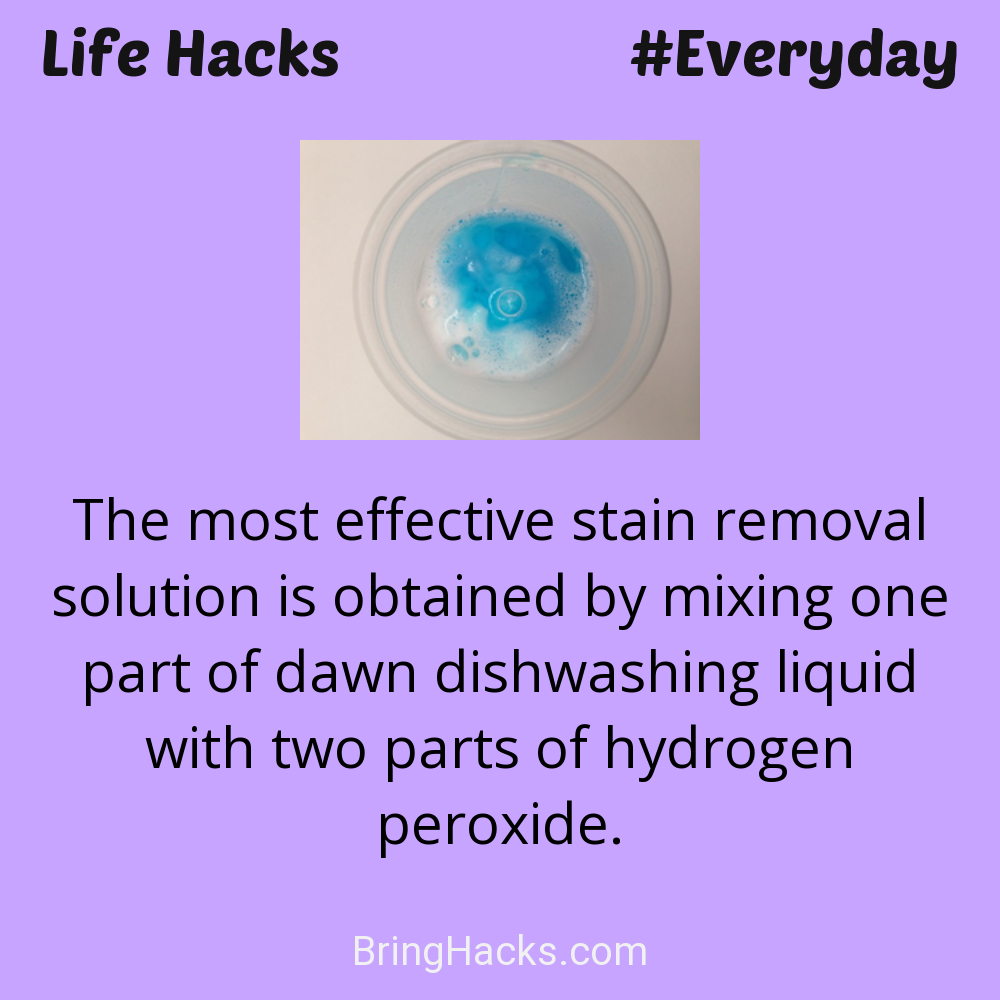 Life Hacks
#Everyday
The most effective stain removal
solution is obtained by mixing one
part of dawn dishwashing liquid
with two parts of hydrogen
peroxide.
BringHacks.com